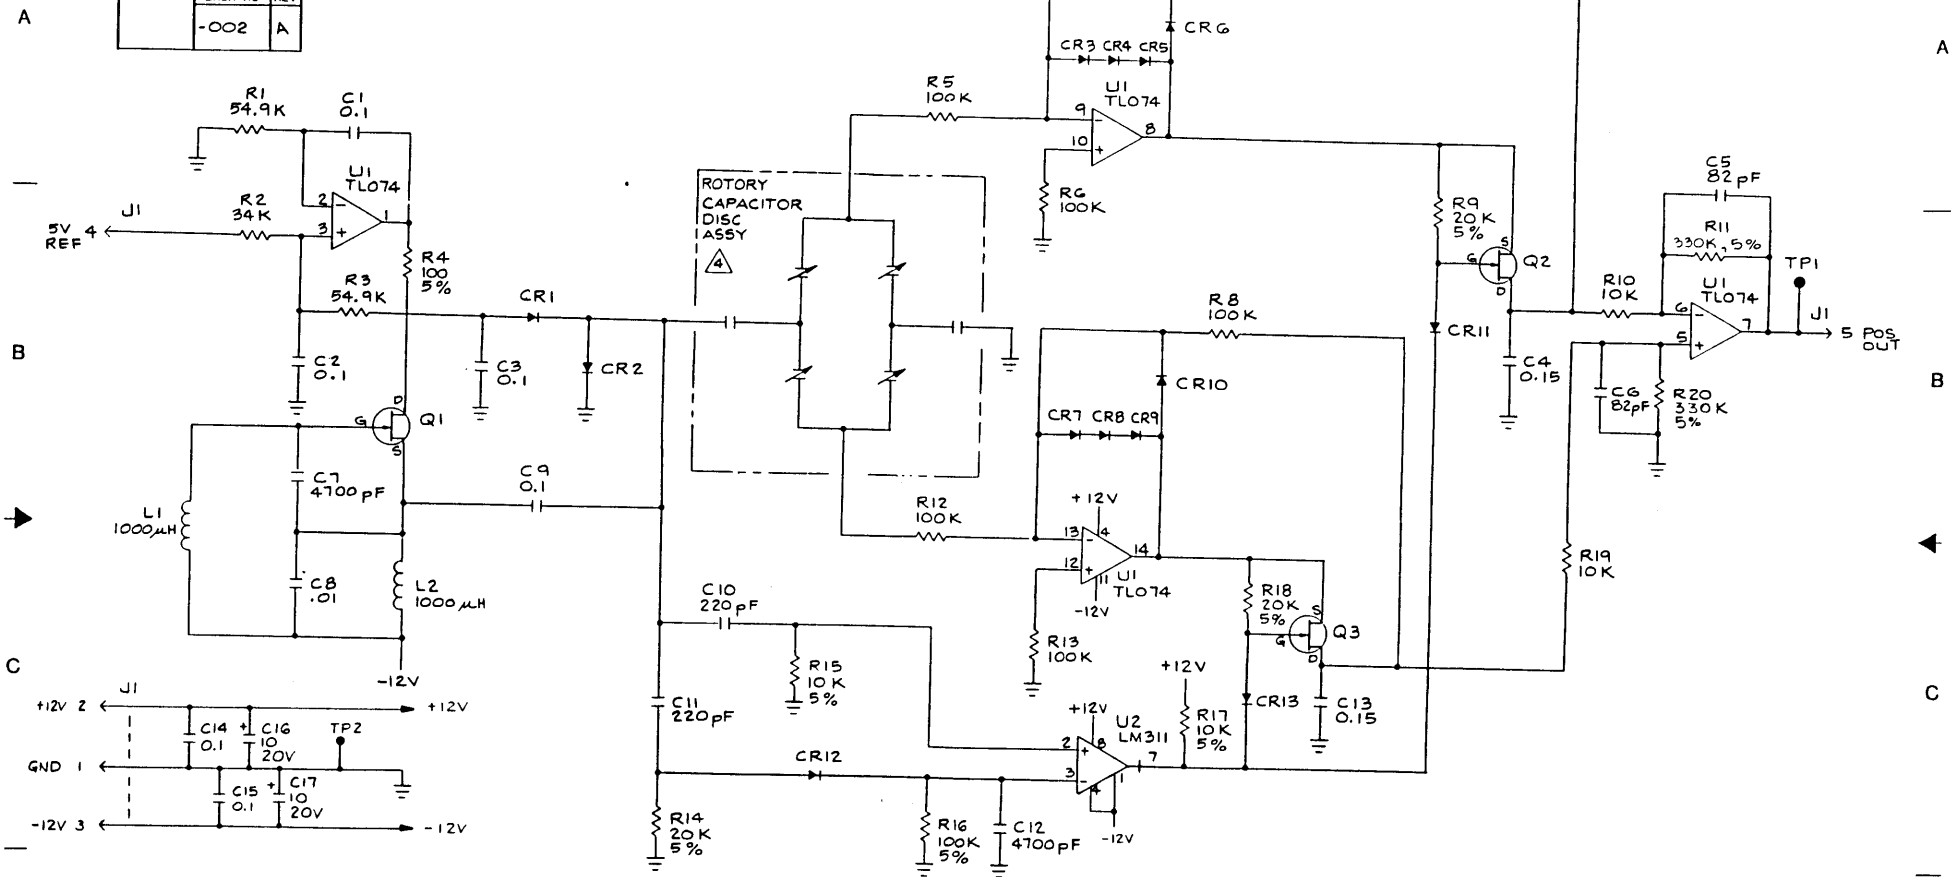 A
-002 A
A
CR6
CR3 CR4 CR5
R1
54.9K
C1
0.1
R5
100K
U1
TL074
9
10
8
U1
TL074
2
3
1
R2
34K
J1
5V
REF 4
R4
100
5%
R3
54.9K
CR1
ROTORY
CAPACITOR
DISC
ASSY
4
R6
100K
R9
20K
5%
S
G
D
Q2
C5
82pF
R11
330K, 5%
TP1
R10
10K
U1
TL074
6
5
7
J1
5 POS
OUT
B
B
C2
0.1
C3
0.1
CR2
R8
100K
CR11
CR10
C4
0.15
C6
82pF
R20
330K
5%
CR7 CR8 CR9
D
G
S
Q1
C7
4700pF
C9
0.1
L1
1000µH
R12
100K
+12V
13
12
4
11
14
U1
TL074
-12V
R19
10K
C8
.01
L2
1000µH
-12V
C10
220pF
R15
10K
5%
R13
100K
R18
20K
5%
S
G
D
Q3
C
C
+12V
C11
220pF
+12V
U2
LM311
2
3
8
4
1
7
R17
10K
5%
CR13
C13
0.15
J1
+12V 2
+12V
C14
0.1
+
C16
10
20V
TP2
GND 1
C15
0.1
+
C17
10
20V
-12V 3
-12V
CR12
R14
20K
5%
R16
100K
5%
C12
4700pF
-12V